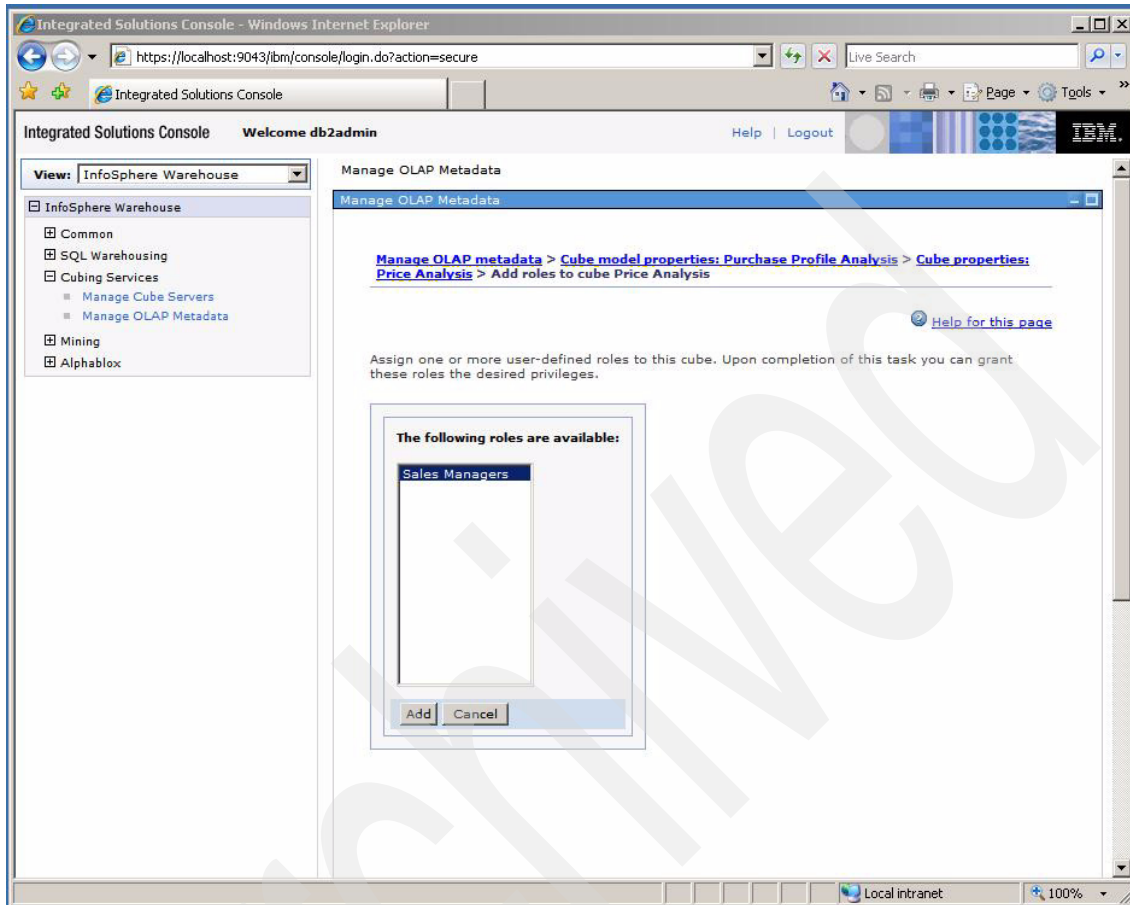 Integrated Solutions Console - Windows Internet Explorer
https://localhost:9043/ibm/console/login.do?action=secure
Live Search
Integrated Solutions Console
Page
Tools
»
Integrated Solutions Console Welcome db2admin
Help | Logout
IBM.
View: InfoSphere Warehouse
InfoSphere Warehouse
Common
SQL Warehousing
Cubing Services
Manage Cube Servers
Manage OLAP Metadata
Mining
Alphablox
Manage OLAP Metadata
Manage OLAP Metadata
Manage OLAP metadata > Cube model properties: Purchase Profile Analysis > Cube properties:
Price Analysis > Add roles to cube Price Analysis
Help for this page
Assign one or more user-defined roles to this cube. Upon completion of this task you can grant
these roles the desired privileges.
The following roles are available:
Sales Managers
Add Cancel
Local intranet
100%